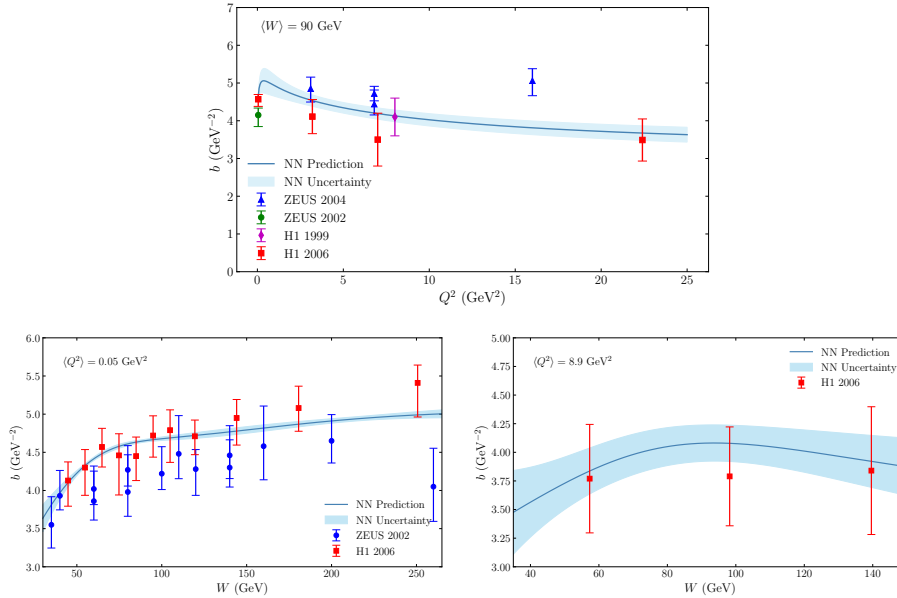 ⟨W⟩ = 90 GeV
7
6
5
4
3
2
1
0
b (GeV⁻²)
NN Prediction
NN Uncertainty
ZEUS 2004
ZEUS 2002
H1 1999
H1 2006
0 5 10 15 20 25
Q² (GeV²)
⟨Q²⟩ = 0.05 GeV²
6.0
5.5
5.0
4.5
4.0
3.5
3.0
b (GeV⁻²)
NN Prediction
NN Uncertainty
ZEUS 2002
H1 2006
50 100 150 200 250
W (GeV)
⟨Q²⟩ = 8.9 GeV²
5.00
4.75
4.50
4.25
4.00
3.75
3.50
3.25
3.00
b (GeV⁻²)
NN Prediction
NN Uncertainty
H1 2006
40 60 80 100 120 140
W (GeV)